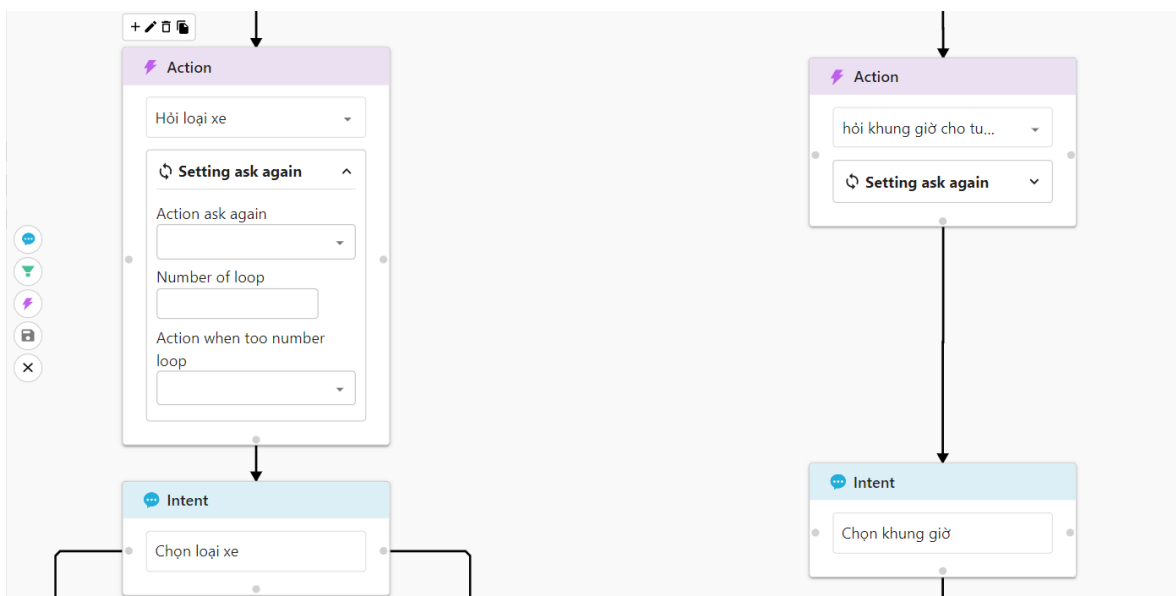 Action
Hỏi loại xe
Setting ask again
Action ask again
Number of loop
Action when too number
loop
Intent
Chọn loại xe
Action
hỏi khung giờ cho tu...
Setting ask again
Intent
Chọn khung giờ